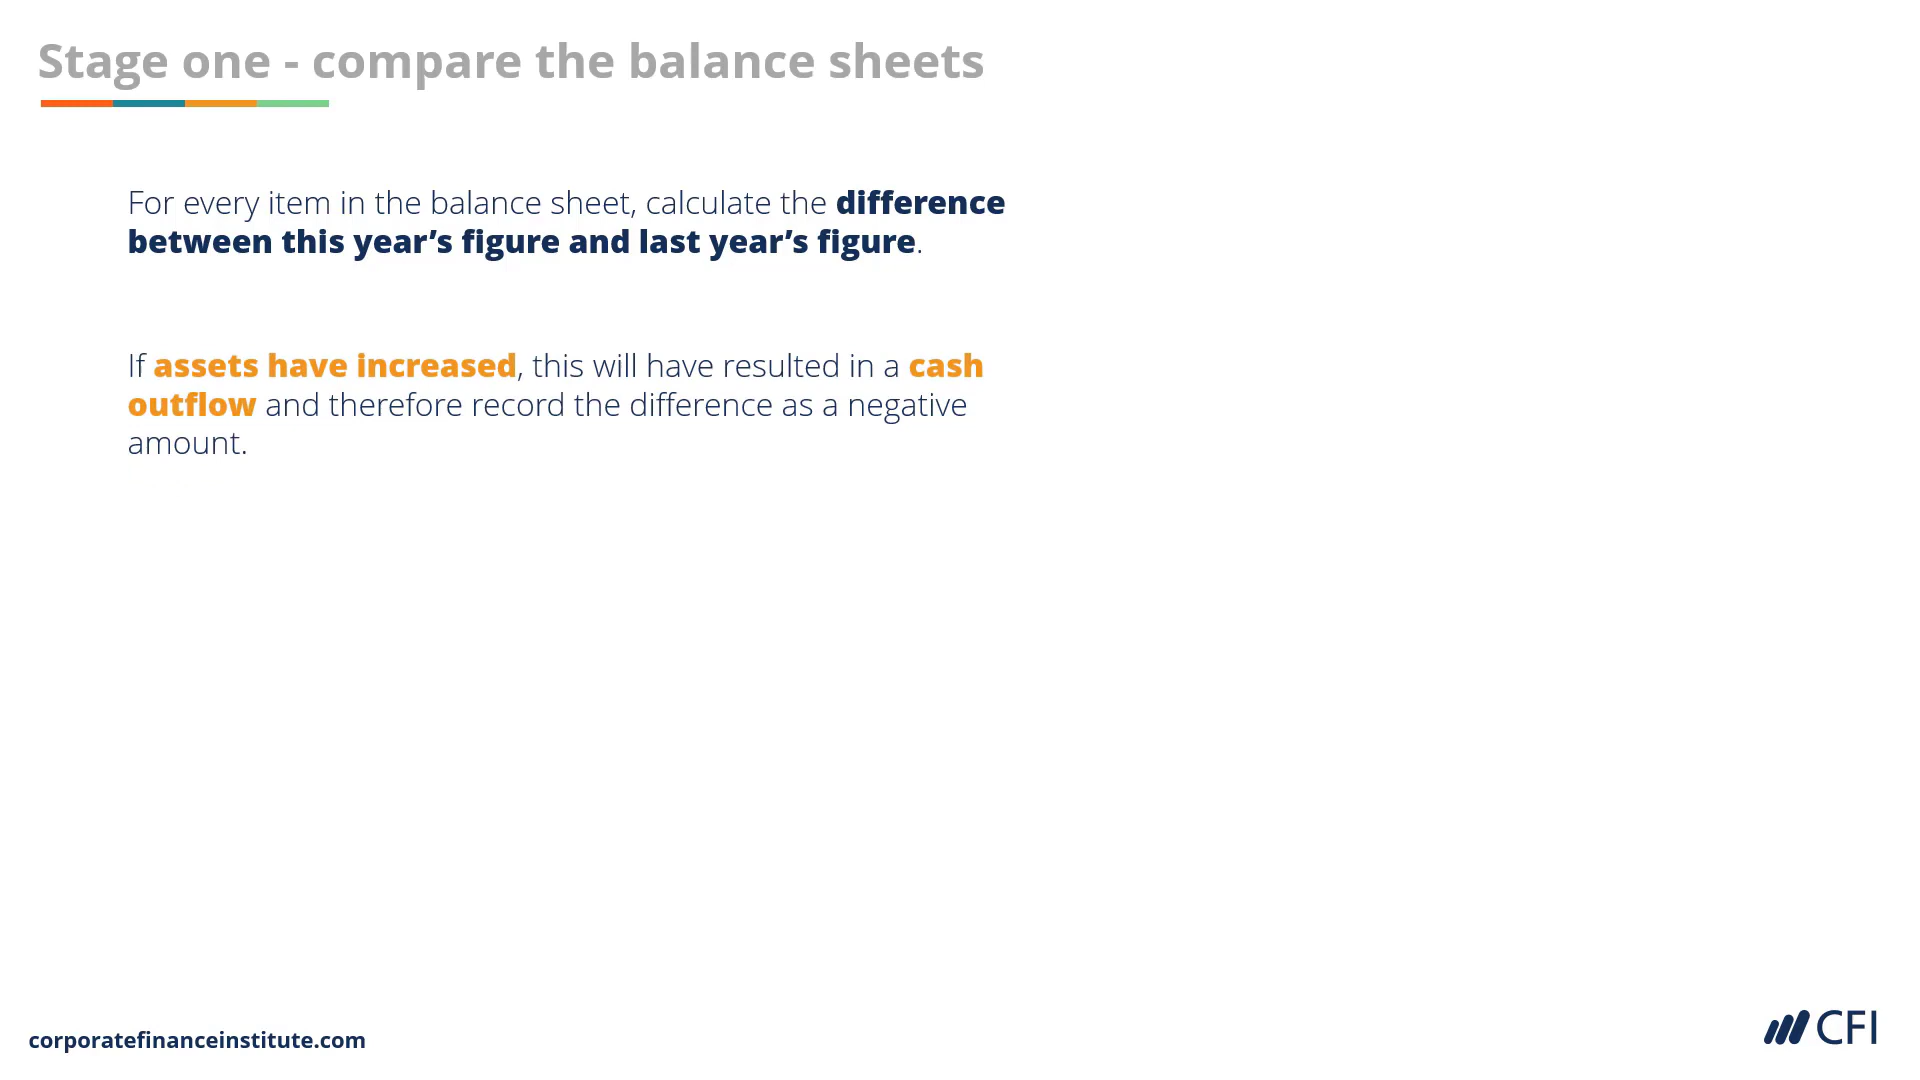 Stage one - compare the balance sheets
For every item in the balance sheet, calculate the difference
between this year’s figure and last year’s figure.
If assets have increased, this will have resulted in a cash
outflow and therefore record the difference as a negative
amount.
corporatefinanceinstitute.com
CFI